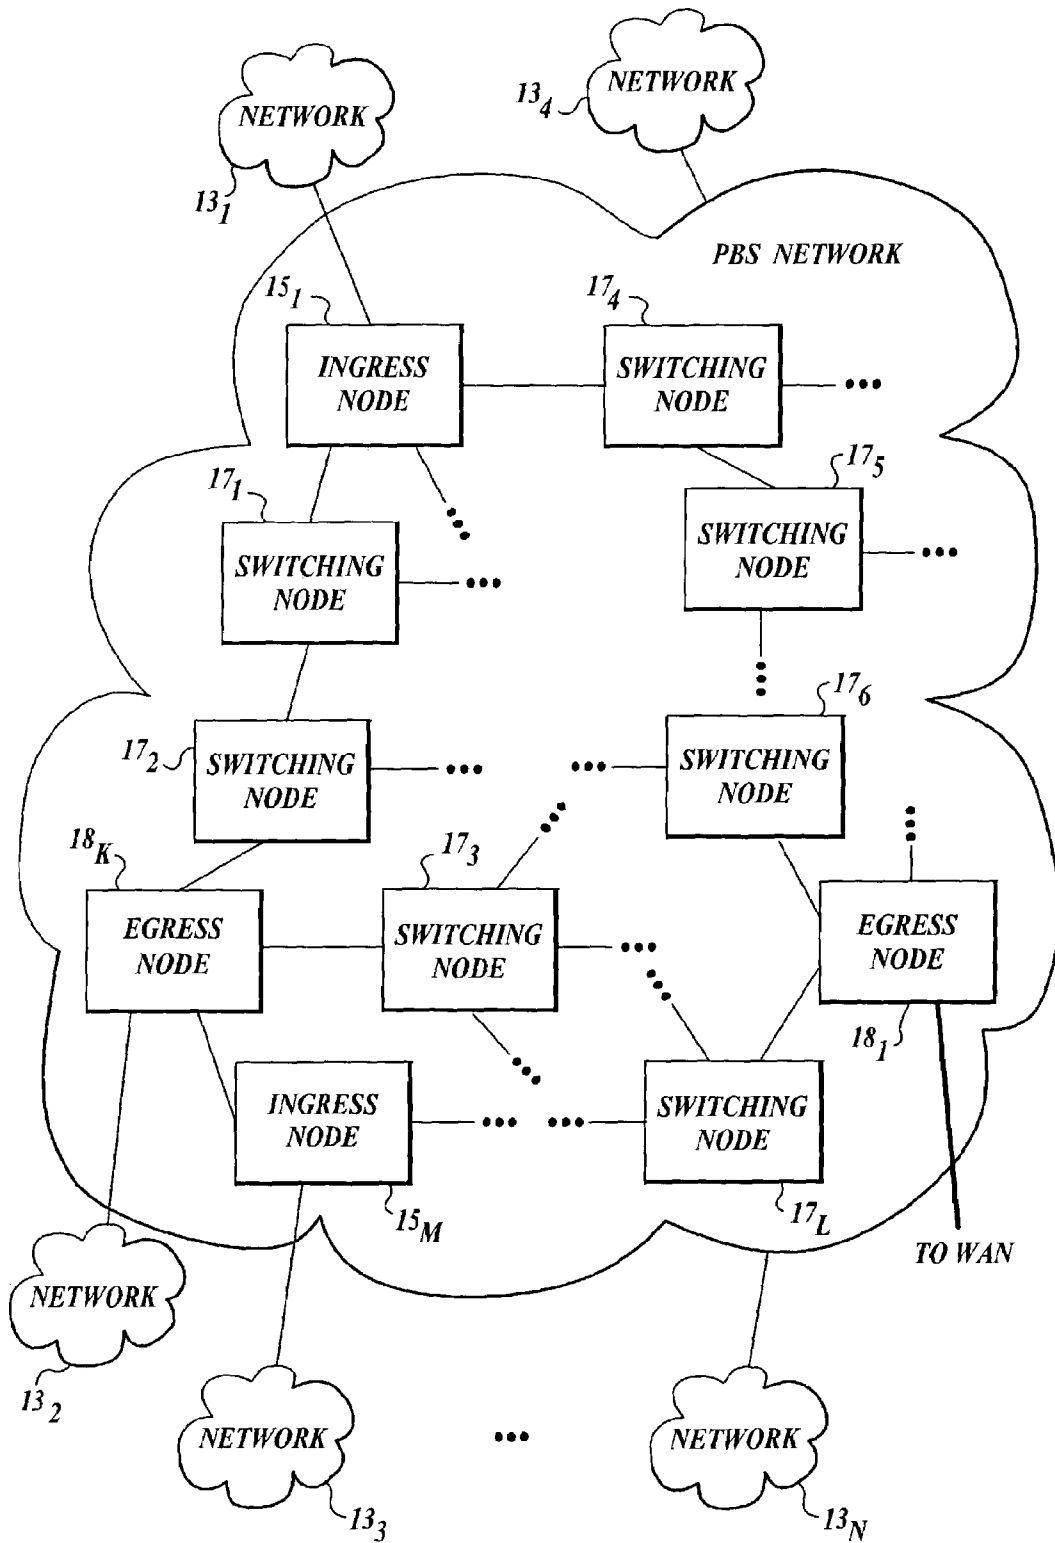 NETWORK
13₄
NETWORK
13₁
PBS NETWORK
15₁
17₄
INGRESS
NODE
SWITCHING
NODE
17₁
17₅
SWITCHING
NODE
SWITCHING
NODE
17₆
17₂
SWITCHING
NODE
SWITCHING
NODE
18K
17₃
EGRESS
NODE
SWITCHING
NODE
EGRESS
NODE
18₁
INGRESS
NODE
SWITCHING
NODE
15M
17L
TO WAN
NETWORK
13₂
NETWORK
NETWORK
13₃
13N